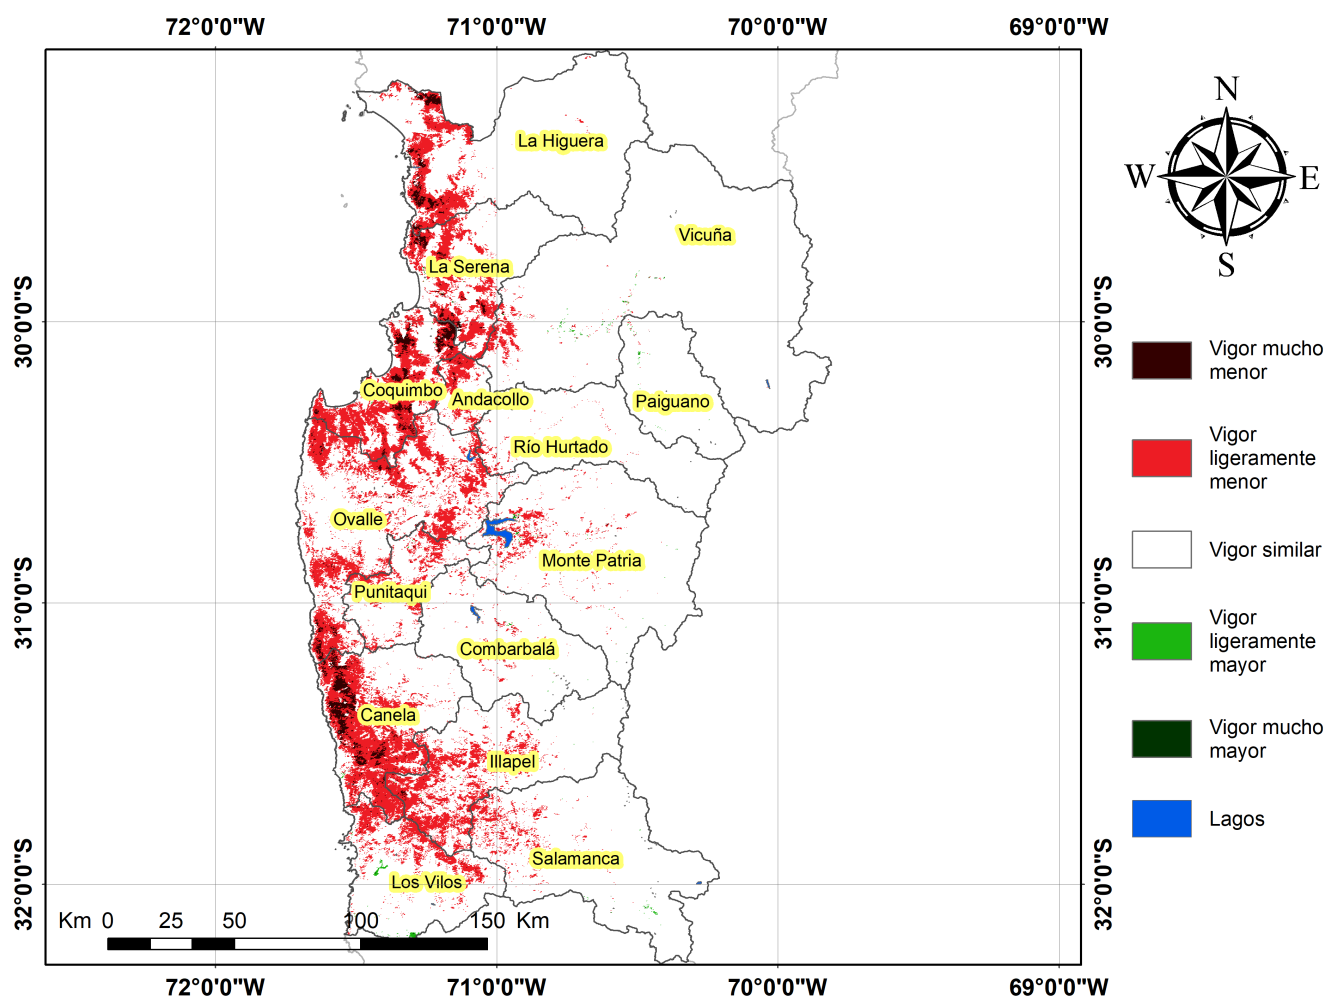 72°0'0"W 71°0'0"W 70°0'0"W 69°0'0"W
N
W E
S
La Higuera
Vicuña
La Serena
30°0'0"S 30°0'0"S
Vigor mucho
menor
Coquimbo
Andacollo
Paiguano
Río Hurtado
Vigor
ligeramente
menor
Ovalle
Monte Patria
Vigor similar
31°0'0"S 31°0'0"S
Punitaqui
Combarbalá
Vigor
ligeramente
mayor
Canela
Illapel
Vigor mucho
mayor
Lagos
Salamanca
Los Vilos
32°0'0"S 32°0'0"S
Km 0 25 50 100 150 Km
72°0'0"W 71°0'0"W 70°0'0"W 69°0'0"W